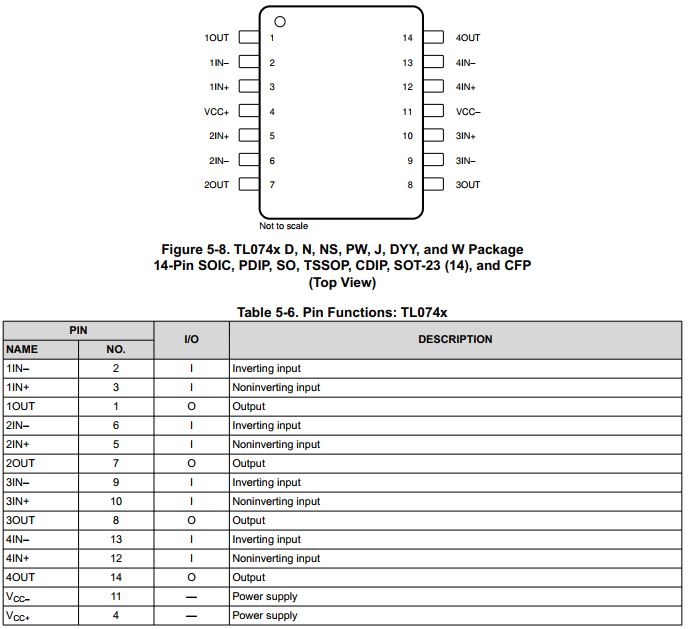 1OUT 1 14 4OUT
1IN– 2 13 4IN–
1IN+ 3 12 4IN+
VCC+ 4 11 VCC–
2IN+ 5 10 3IN+
2IN– 6 9 3IN–
2OUT 7 8 3OUT
Not to scale
Figure 5-8. TL074x D, N, NS, PW, J, DYY, and W Package
14-Pin SOIC, PDIP, SO, TSSOP, CDIP, SOT-23 (14), and CFP
(Top View)
Table 5-6. Pin Functions: TL074x
PIN I/O DESCRIPTION
NAME NO.
1IN– 2 I Inverting input
1IN+ 3 I Noninverting input
1OUT 1 O Output
2IN– 6 I Inverting input
2IN+ 5 I Noninverting input
2OUT 7 O Output
3IN– 9 I Inverting input
3IN+ 10 I Noninverting input
3OUT 8 O Output
4IN– 13 I Inverting input
4IN+ 12 I Noninverting input
4OUT 14 O Output
VCC– 11 — Power supply
VCC+ 4 — Power supply